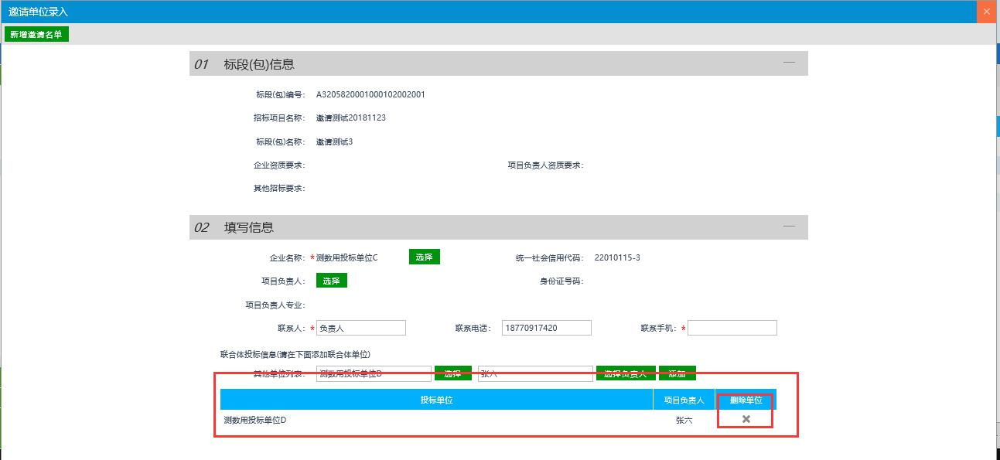 邀请单位录入
新增邀请名单
01 标段(包)信息
标段(包)编号： A3205820001000102002001
招标项目名称： 邀请测试20181123
标段(包)名称： 邀请测试3
企业资质要求： 项目负责人资质要求：
其他招标要求：
02 填写信息
企业名称： *测数用投标单位C 选择 统一社会信用代码： 22010115-3
项目负责人： 选择 身份证号码：
项目负责人专业：
联系人： * 负责人 联系电话： 18770917420 联系手机： *
联合体投标信息(请在下面添加联合体单位)
其他单位列表： 测数用投标单位D 选择 张六 选择负责人 添加
投标单位 项目负责人 删除单位
测数用投标单位D 张六